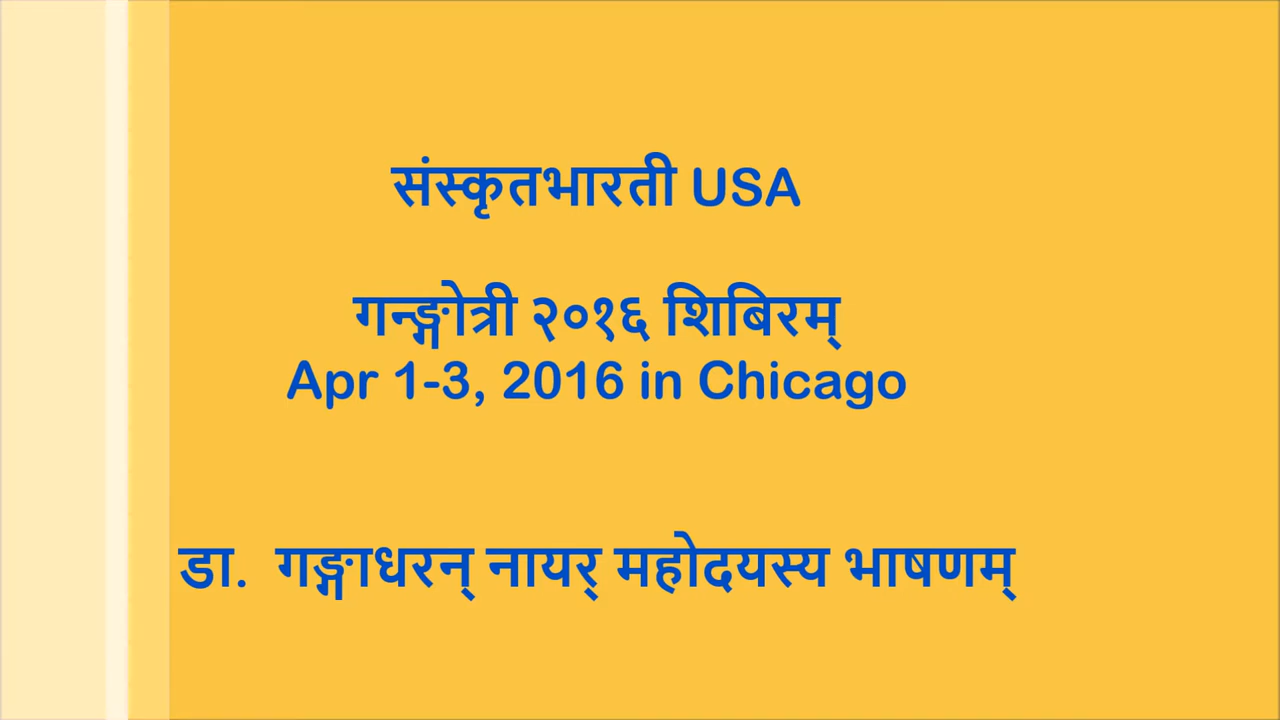 संस्कृतभारती USA
गन्ङ्गोत्री २०१६ शिबिरम्
Apr 1-3, 2016 in Chicago
डा. गङ्गाधरन् नायर् महोदयस्य भाषणम्